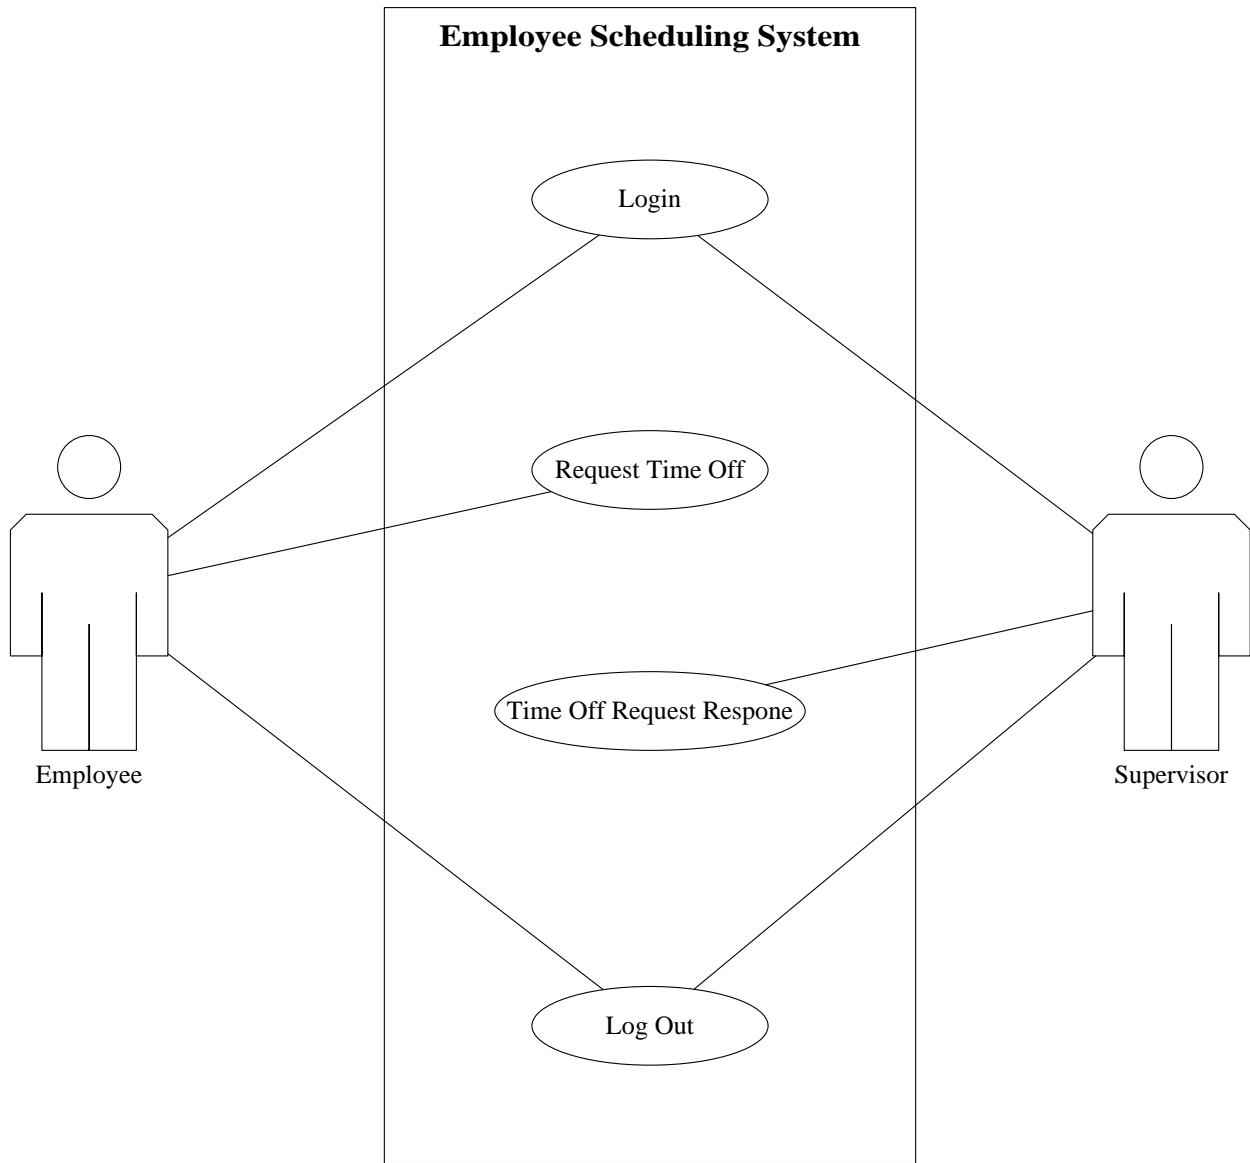 Employee Scheduling System
Login
Request Time Off
Time Off Request Respone
Employee
Supervisor
Log Out